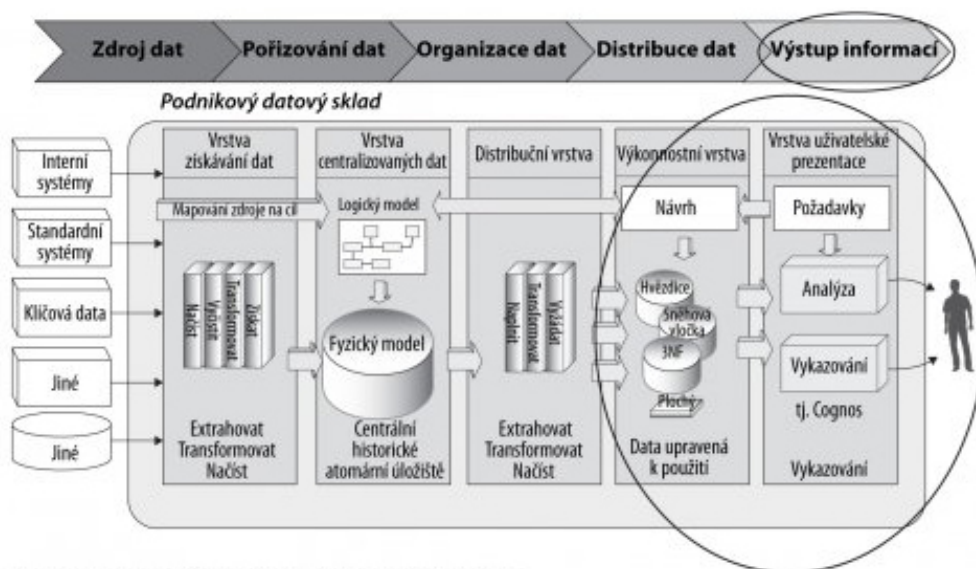 Zdroj dat
Pořizování dat
Organizace dat
Distribuce dat
Výstup informací
Podnikový datový sklad
Interní
systémy
Standardní
systémy
Klíčová data
Jiné
Jiné
Vrstva
získávání dat
Mapování zdroje na cíl
Načíst
Vyčistit
Transformovat
Získat
Extrahovat
Transformovat
Načíst
Vrstva
centralizovaných dat
Logický model
Fyzický model
Centrální
historické
atomární úložiště
Distribuční vrstva
Naplnit
Transformovat
Vyžádat
Extrahovat
Transformovat
Načíst
Výkonnostní vrstva
Návrh
Hvězdice
Sněhová
vločka
3NF
Plochý
Data upravená
k použití
Vrstva uživatelské
prezentace
Požadavky
Analýza
Vykazování
tj. Cognos
Vykazování